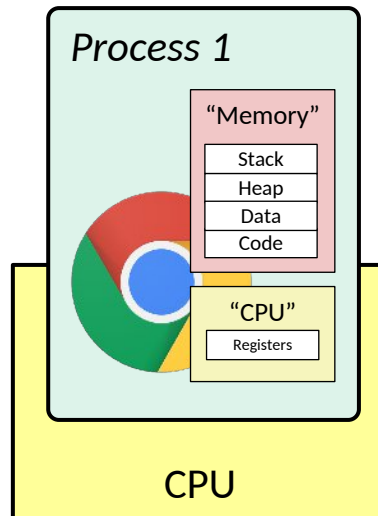 Process 1
“Memory”
Stack
Heap
Data
Code
“CPU”
Registers
CPU